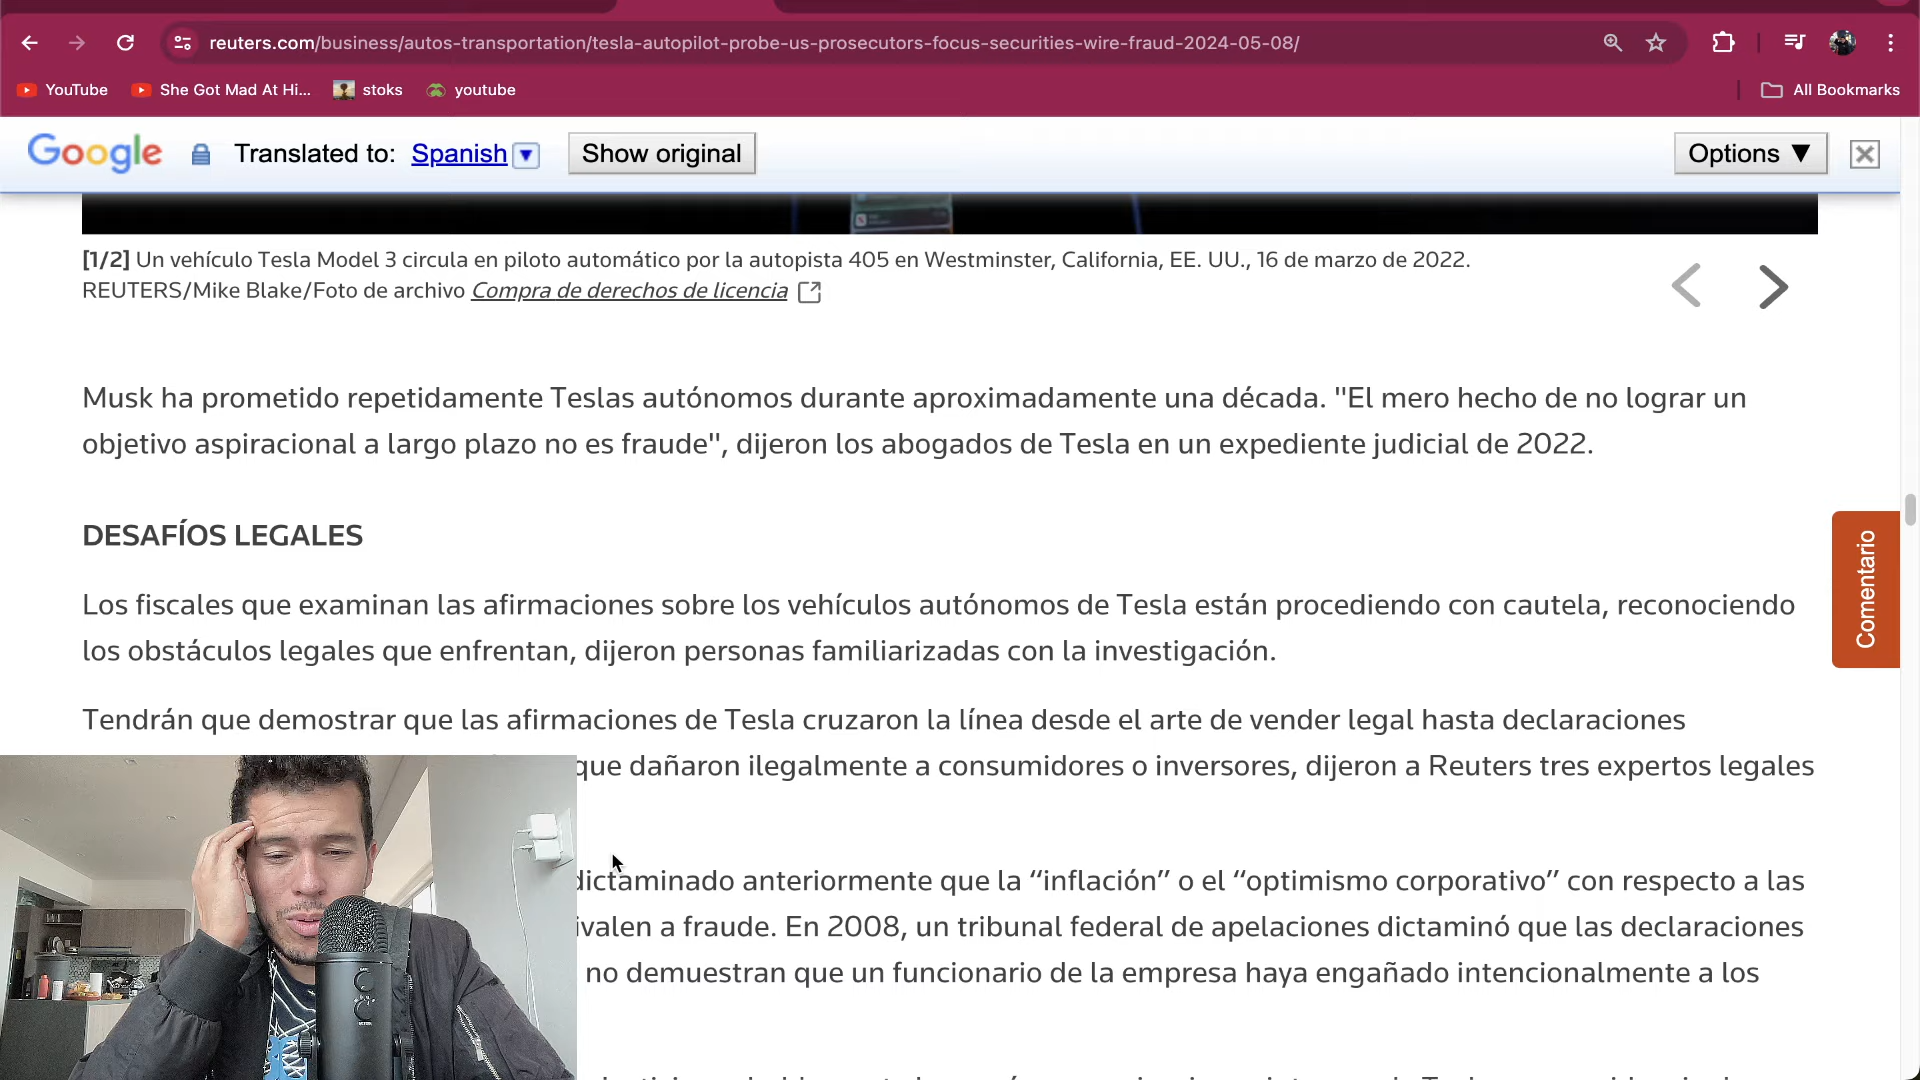 reuters.com/business/autos-transportation/tesla-autopilot-probe-us-prosecutors-focus-securities-wire-fraud-2024-05-08/
YouTube She Got Mad At Hi... stoks youtube All Bookmarks
Google Translated to: Spanish ▼ Show original Options ▼
[1/2] Un vehículo Tesla Model 3 circula en piloto automático por la autopista 405 en Westminster, California, EE. UU., 16 de marzo de 2022.
REUTERS/Mike Blake/Foto de archivo Compra de derechos de licencia
Musk ha prometido repetidamente Teslas autónomos durante aproximadamente una década. "El mero hecho de no lograr un
objetivo aspiracional a largo plazo no es fraude", dijeron los abogados de Tesla en un expediente judicial de 2022.
DESAFÍOS LEGALES
Los fiscales que examinan las afirmaciones sobre los vehículos autónomos de Tesla están procediendo con cautela, reconociendo
los obstáculos legales que enfrentan, dijeron personas familiarizadas con la investigación.
Comentario
Tendrán que demostrar que las afirmaciones de Tesla cruzaron la línea desde el arte de vender legal hasta declaraciones
que dañaron ilegalmente a consumidores o inversores, dijeron a Reuters tres expertos legales
dictaminado anteriormente que la “inflación” o el “optimismo corporativo” con respecto a las
ivalen a fraude. En 2008, un tribunal federal de apelaciones dictaminó que las declaraciones
no demuestran que un funcionario de la empresa haya engañado intencionalmente a los